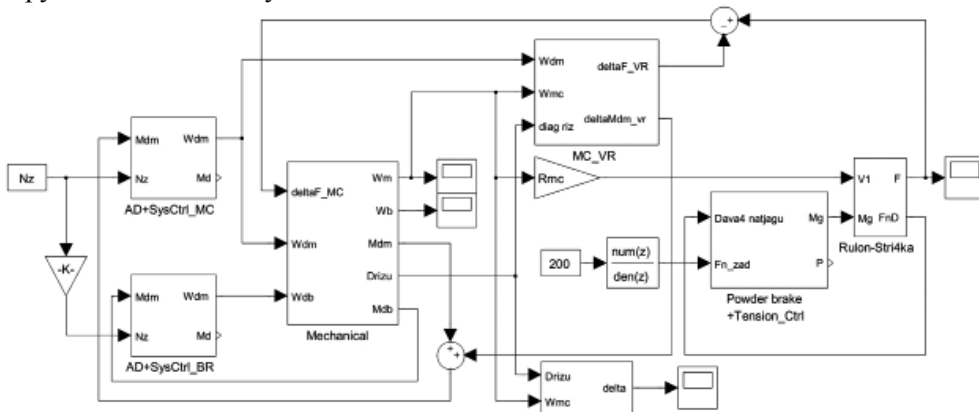 Nz
Mdm
Wdm
Nz
Md
AD+SysCtrl_MC
-K-
Mdm
Wdm
Nz
Md
AD+SysCtrl_BR
deltaF_MC
Wdm
Wdb
Wm
Wb
Mdm
Drizu
Mdb
Mechanical
Wdm
Wmc
diag riz
deltaF_VR
deltaMdm_vr
MC_VR
Rmc
200
num(z)
den(z)
Dava4 natjagu
Fn_zad
Mg
P
Powder brake
+Tension_Ctrl
V1
F
Mg
FnD
Rulon-Stri4ka
Drizu
Wmc
delta